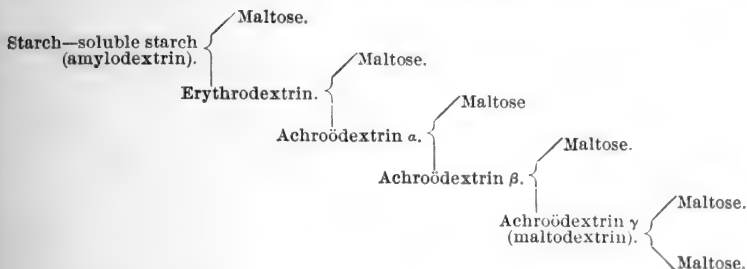 Maltose.
Starch—soluble starch
(amylodextrin).
Maltose.
Erythrodextrin.
Maltose
Achroödextrin α.
Maltose.
Achroödextrin β.
Maltose.
Achroödextrin γ
(maltodextrin).
Maltose.